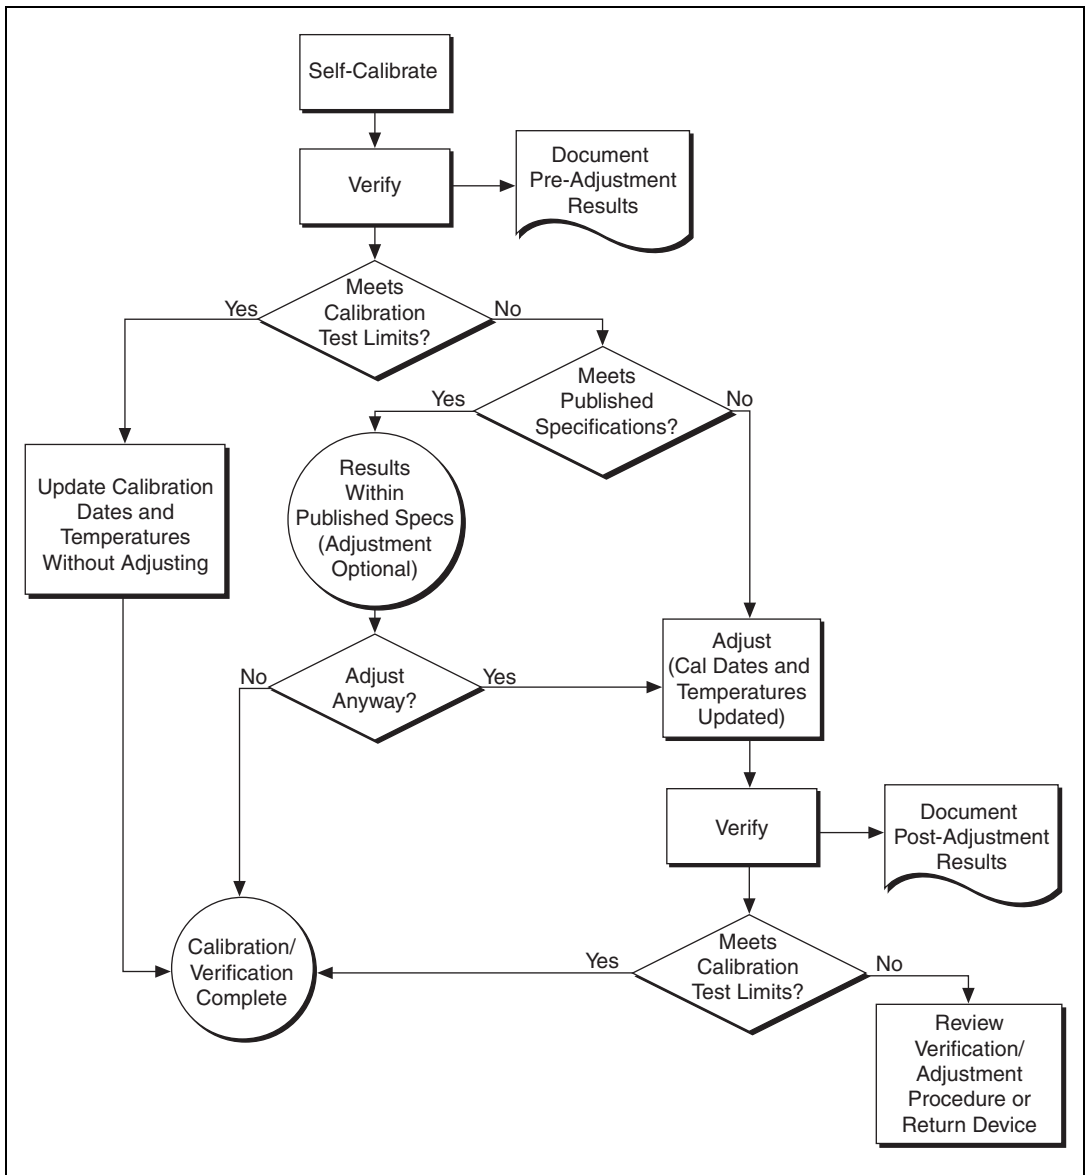 Self-Calibrate
Verify
Document
Pre-Adjustment
Results
Meets
Calibration
Test Limits?
Yes
No
Meets
Published
Specifications?
Yes
No
Update Calibration
Dates and
Temperatures
Without Adjusting
Results
Within
Published Specs
(Adjustment
Optional)
Adjust
Anyway?
No
Yes
Adjust
(Cal Dates and
Temperatures
Updated)
Verify
Document
Post-Adjustment
Results
Meets
Calibration
Test Limits?
Yes
No
Calibration/
Verification
Complete
Review
Verification/
Adjustment
Procedure or
Return Device